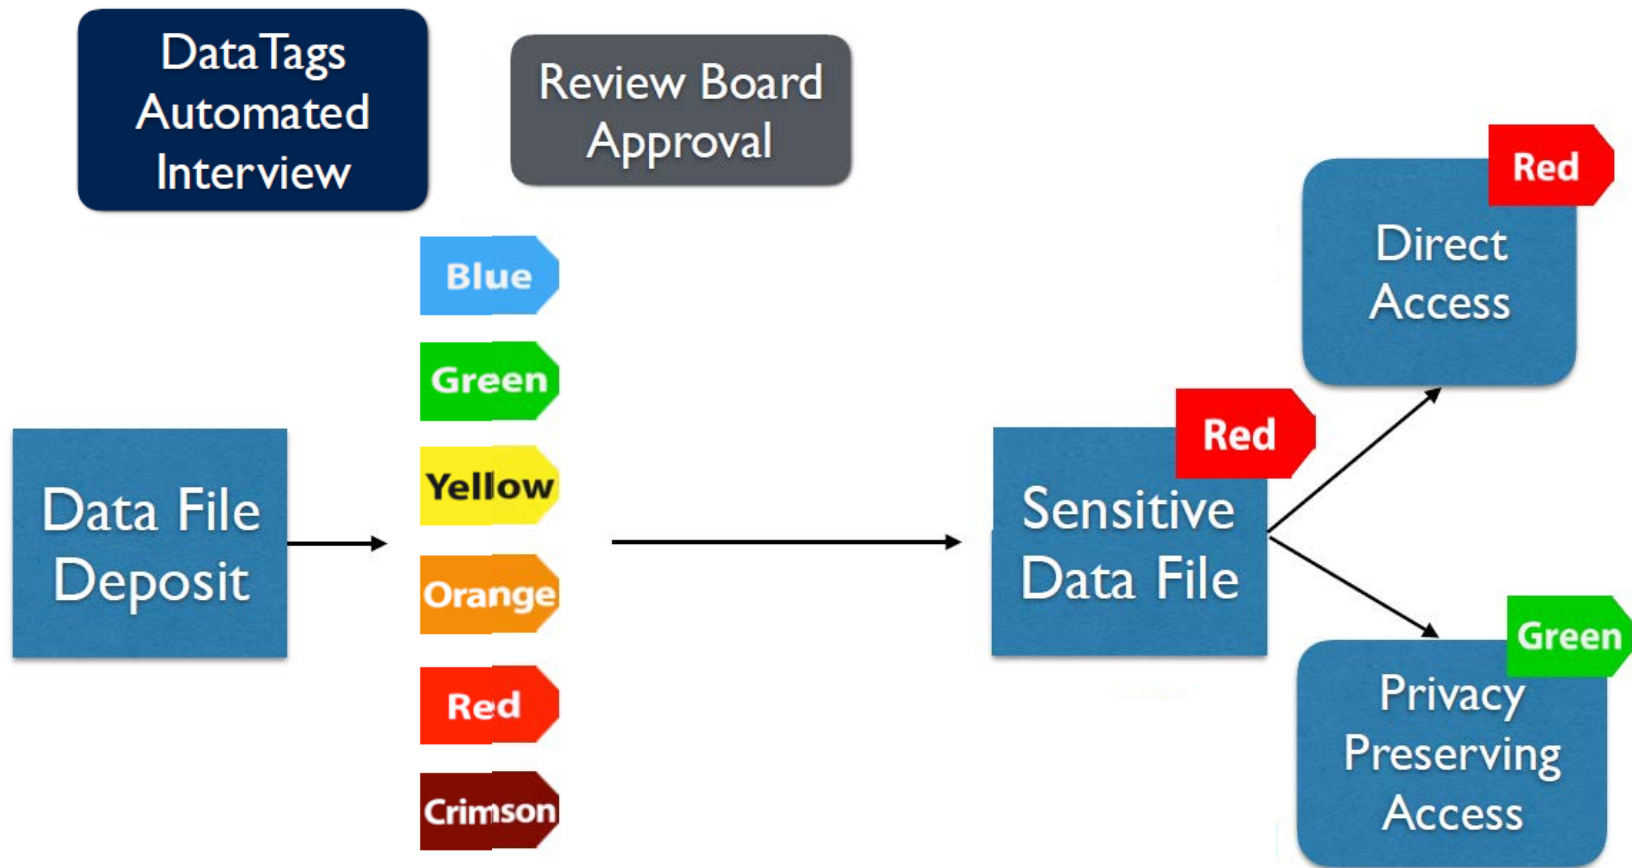 DataTags
Automated
Interview
Review Board
Approval
Blue
Green
Yellow
Orange
Red
Crimson
Data File
Deposit
Red
Sensitive
Data File
Red
Direct
Access
Green
Privacy
Preserving
Access